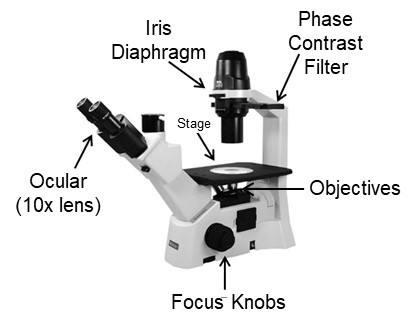 Iris
Diaphragm
Phase
Contrast
Filter
Stage
Ocular
(10x lens)
Objectives
Focus Knobs